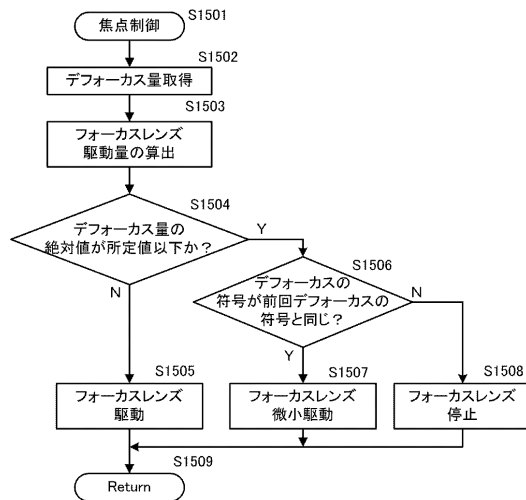 S1501
焦点制御
S1502
デフォーカス量取得
S1503
フォーカスレンズ
駆動量の算出
S1504
デフォーカス量の
絶対値が所定値以下か？
Y
N
S1506
デフォーカスの
符号が前回デフォーカスの
符号と同じ？
N
Y
S1505
フォーカスレンズ
駆動
S1507
フォーカスレンズ
微小駆動
S1508
フォーカスレンズ
停止
S1509
Return